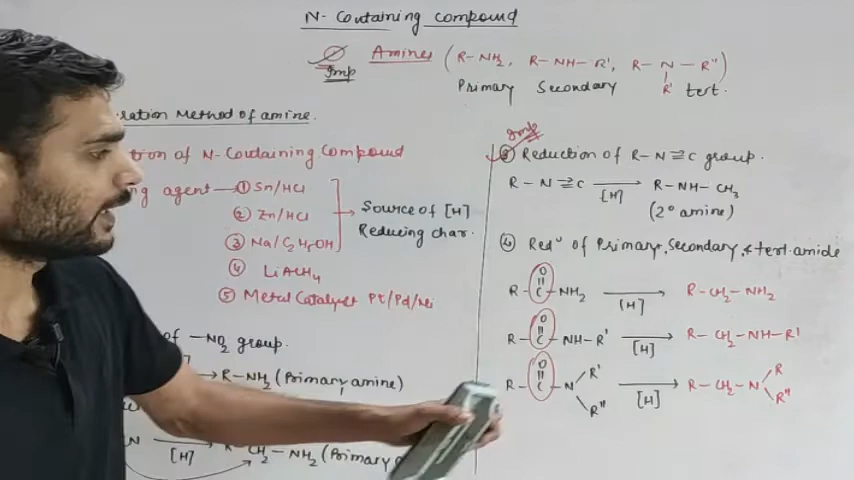 N- Containing compound
Imp Amines (R-NH2, R-NH-R', R-N-R'')
R'
Primary Secondary tert.
ration Method of amine.
tion of N-Containing Compound
ng agent → ① Sn/HCl
② Zn/HCl
③ Na/C2H5OH
④ LiAlH4
⑤ Metal Catalyst Pt/Pd/Ni
Source of [H]
Reducing char.
of -NO2 group.
→ R-NH2 (Primary amine)
N → CH2-NH2 (Primary
[H]
Imp
③ Reduction of R-N≡C group.
R-N≡C → R-NH-CH3
[H]
(2° amine)
④ Redⁿ of Primary, Secondary, & tert. amide
O
R-C-NH2 → R-CH2-NH2
[H]
O
R-C-NH-R' → R-CH2-NH-R'
[H]
O
R-C-N R' R'' → R-CH2-N R R''
[H]